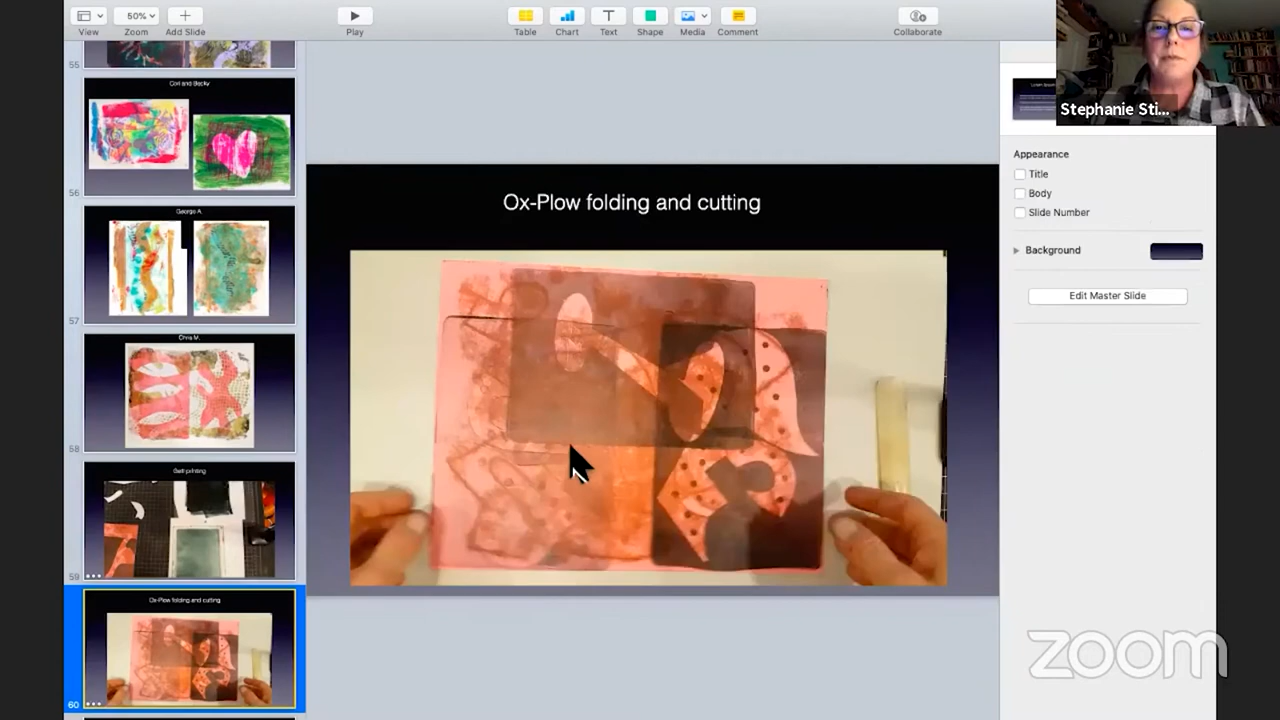 50%
View
Zoom
Add Slide
Play
Table
Chart
Text
Shape
Media
Comment
Collaborate
Stephanie Sti...
55
Cori and Becky
56
George A.
57
Chris M.
58
Gelli printing
59
Ox-Plow folding and cutting
60
Ox-Plow folding and cutting
Appearance
Title
Body
Slide Number
Background
Edit Master Slide
zoom